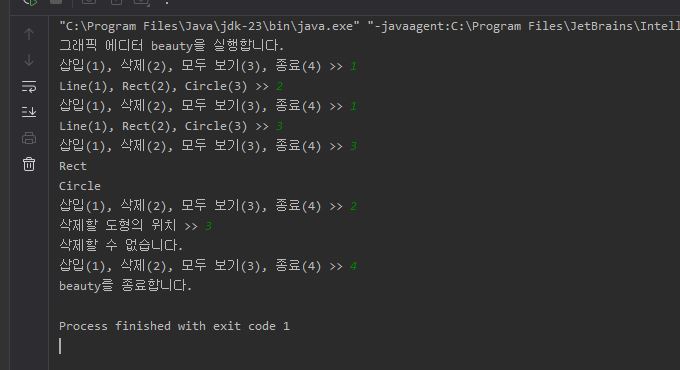 "C:\Program Files\Java\jdk-23\bin\java.exe" "-javaagent:C:\Program Files\JetBrains\Intell
그래픽 에디터 beauty을 실행합니다.
삽입(1), 삭제(2), 모두 보기(3), 종료(4) >> 1
Line(1), Rect(2), Circle(3) >> 2
삽입(1), 삭제(2), 모두 보기(3), 종료(4) >> 1
Line(1), Rect(2), Circle(3) >> 3
삽입(1), 삭제(2), 모두 보기(3), 종료(4) >> 3
Rect
Circle
삽입(1), 삭제(2), 모두 보기(3), 종료(4) >> 2
삭제할 도형의 위치 >> 3
삭제할 수 없습니다.
삽입(1), 삭제(2), 모두 보기(3), 종료(4) >> 4
beauty를 종료합니다.
Process finished with exit code 1